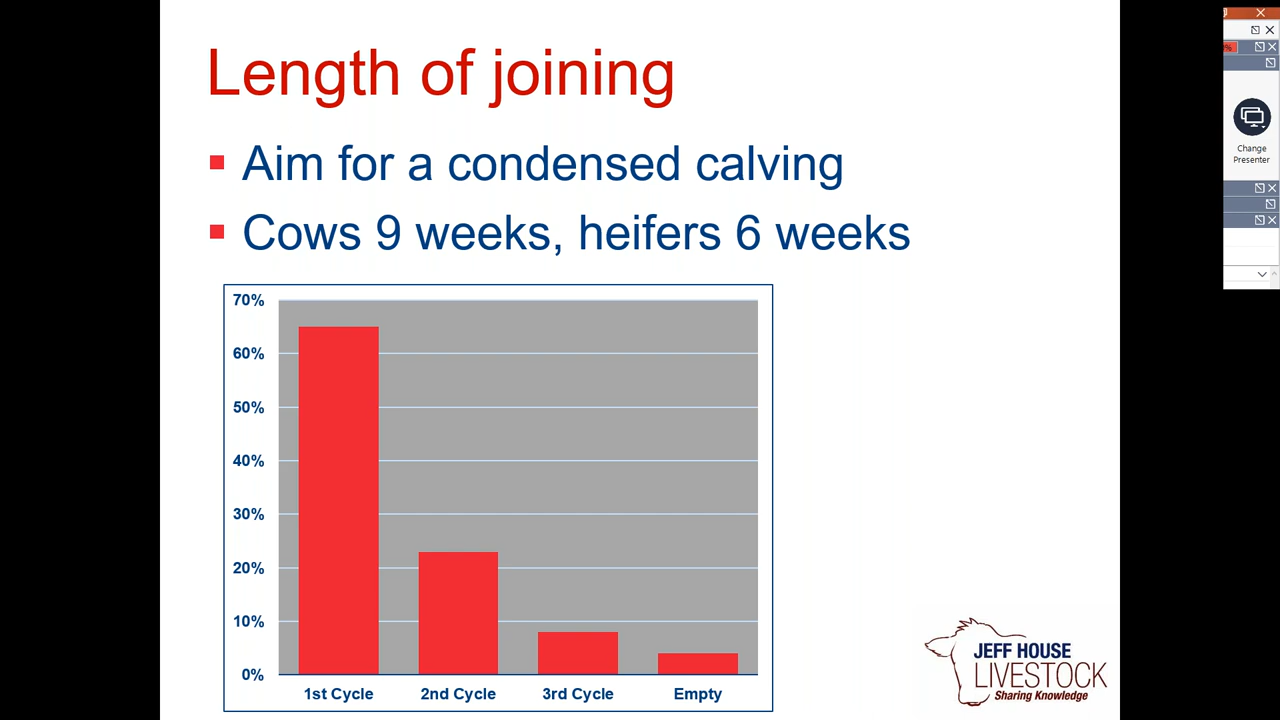 Length of joining
Aim for a condensed calving
Cows 9 weeks, heifers 6 weeks
70%
60%
50%
40%
30%
20%
10%
0%
1st Cycle
2nd Cycle
3rd Cycle
Empty
JEFF HOUSE
LIVESTOCK
Sharing Knowledge
Change
Presenter